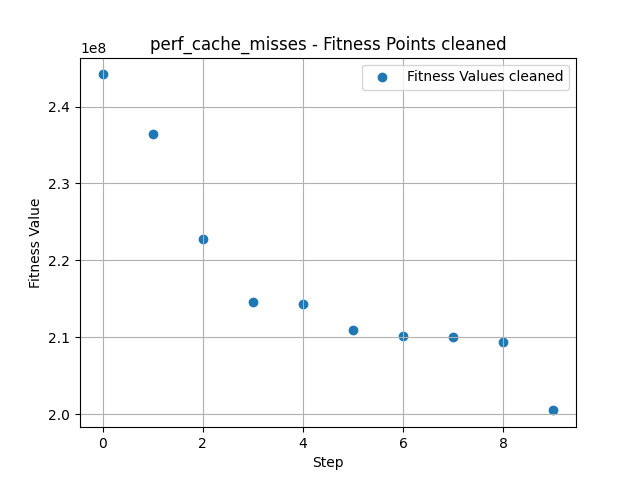 perf_cache_misses - Fitness Points cleaned
1e8
Fitness Values cleaned
2.4
2.3
2.2
2.1
2.0
Fitness Value
0 2 4 6 8
Step